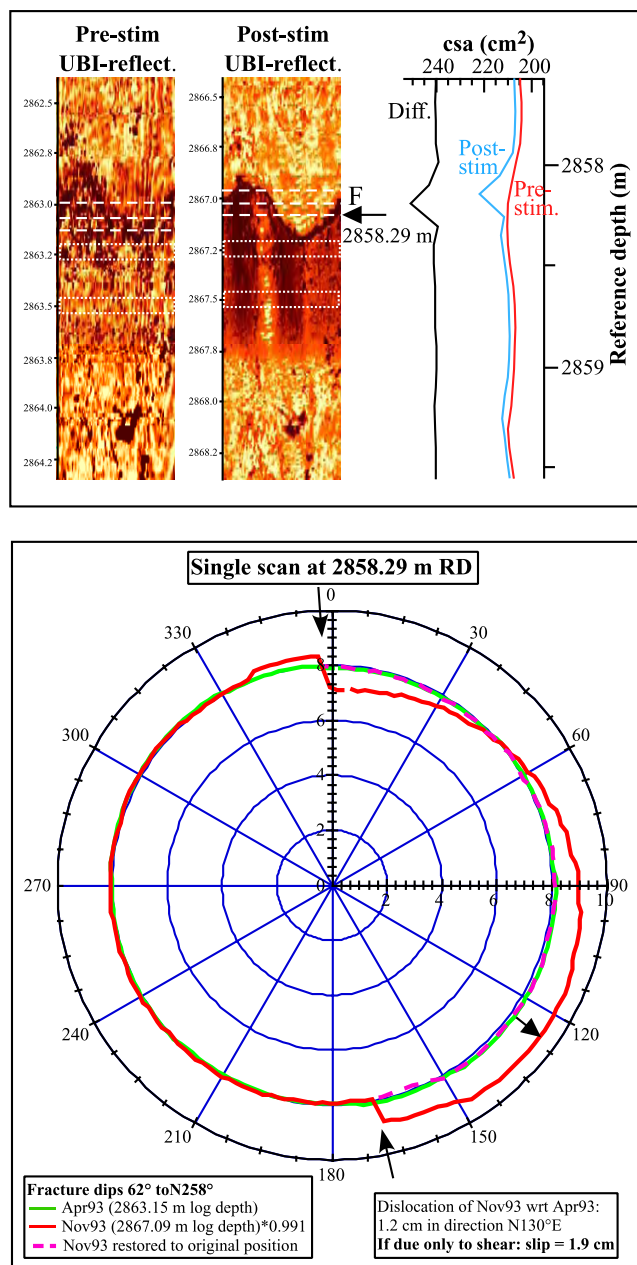 Pre-stim
UBI-reflect.
Post-stim
UBI-reflect.
csa (cm²)
240 210 200
2862.5
2862.8
2863.0
2863.2
2863.5
2863.8
2864.0
2864.2
2866.5
2866.8
2867.0
2867.2
2867.5
2867.8
2868.0
2868.2
F
2858.29 m
Diff.
Post-
stim.
Pre-
stim.
2858
2859
Reference depth (m)
Single scan at 2858.29 m RD
0
30
60
90
120
150
180
210
240
270
300
330
8
6
4
2
0
2 4 6 8 10
Fracture dips 62° toN258°
Apr93 (2863.15 m log depth)
Nov93 (2867.09 m log depth)*0.991
Nov93 restored to original position
Dislocation of Nov93 wrt Apr93:
1.2 cm in direction N130°E
If due only to shear: slip = 1.9 cm